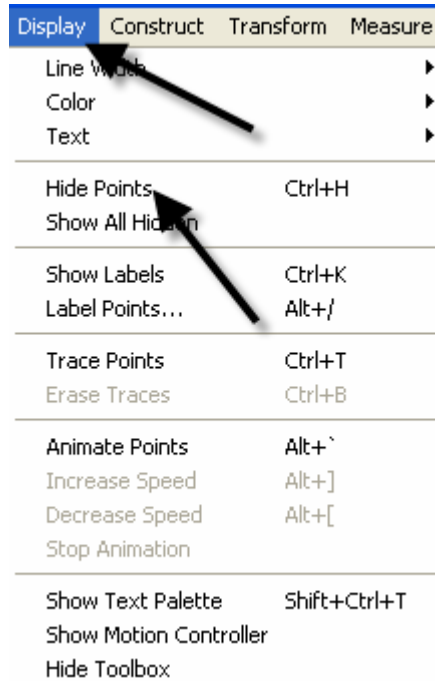 Display Construct Transform Measure
Line Width
Color
Text
Hide Points Ctrl+H
Show All Hidden
Show Labels Ctrl+K
Label Points... Alt+/
Trace Points Ctrl+T
Erase Traces Ctrl+B
Animate Points Alt+`
Increase Speed Alt+]
Decrease Speed Alt+[
Stop Animation
Show Text Palette Shift+Ctrl+T
Show Motion Controller
Hide Toolbox